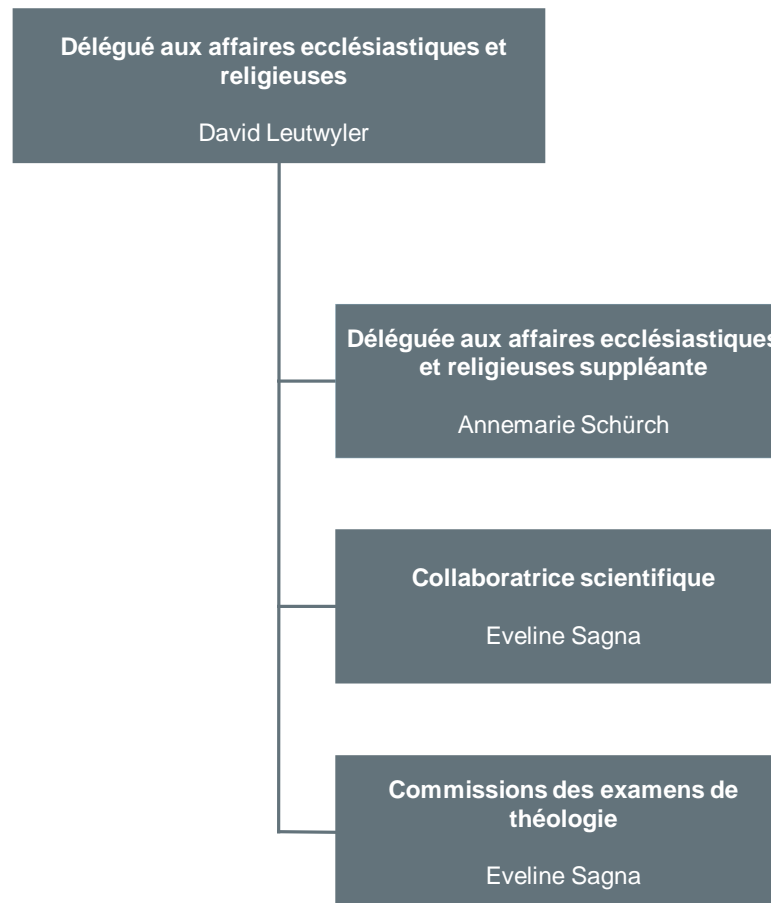 Délégué aux affaires ecclésiastiques et
religieuses
David Leutwyler
Déléguée aux affaires ecclésiastiques
et religieuses suppléante
Annemarie Schürch
Collaboratrice scientifique
Eveline Sagna
Commissions des examens de
théologie
Eveline Sagna